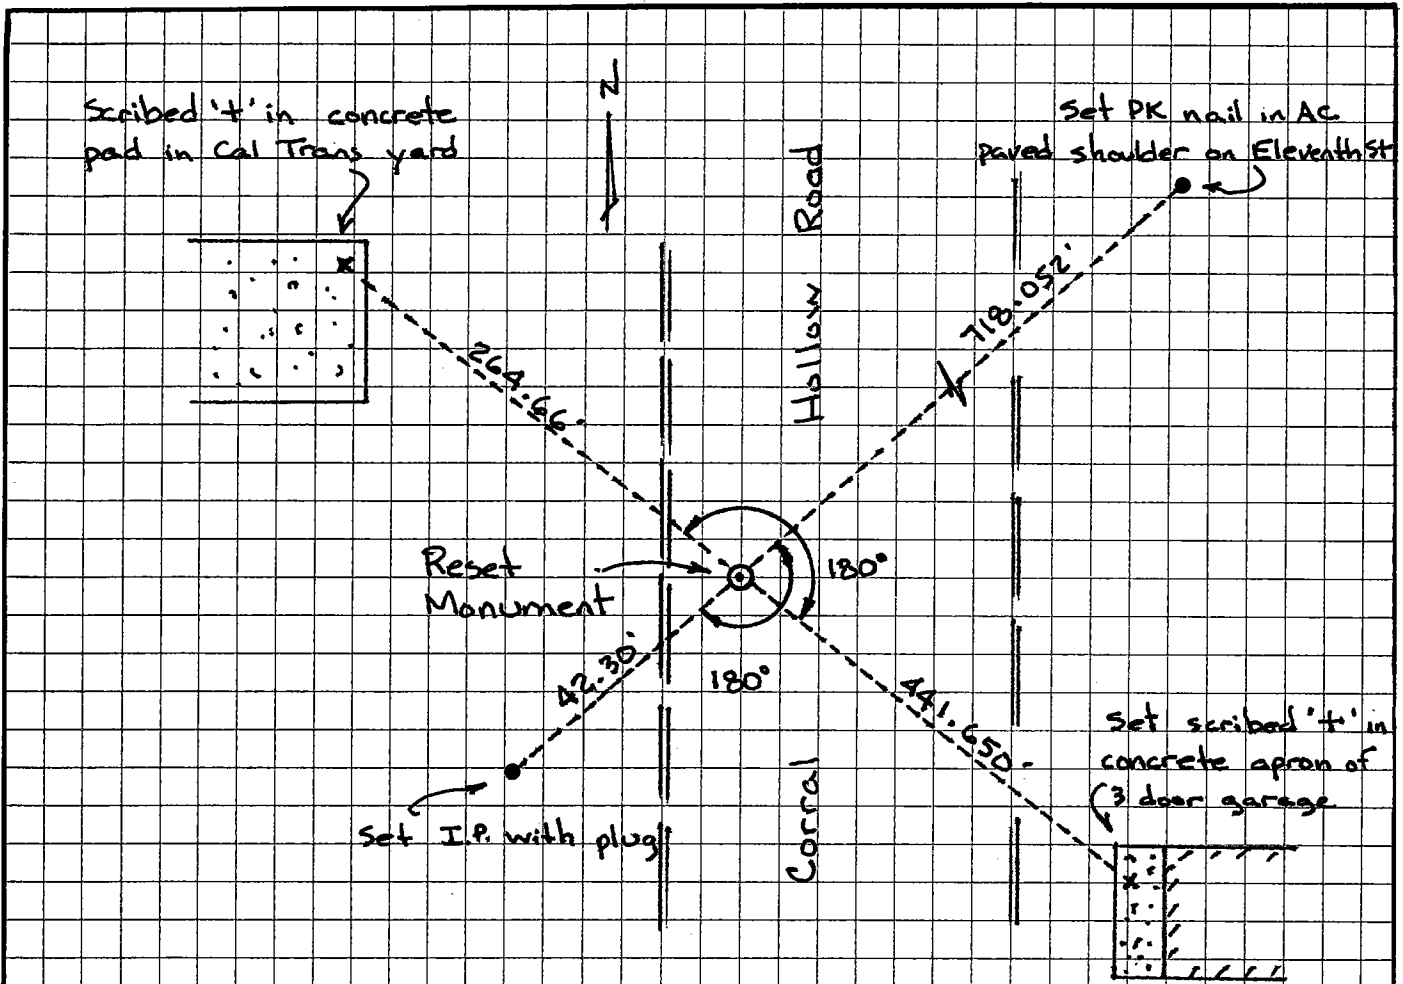 N
Scribed '+' in concrete
pad in Cal Trans yard
Set PK nail in AC
paved shoulder on Eleventh St
Corral Hollow Road
718.052'
264.66'
Reset
Monument
180°
180°
42.30'
441.650'
Set I.P. with plug
Set scribed '+' in
concrete apron of
3 door garage